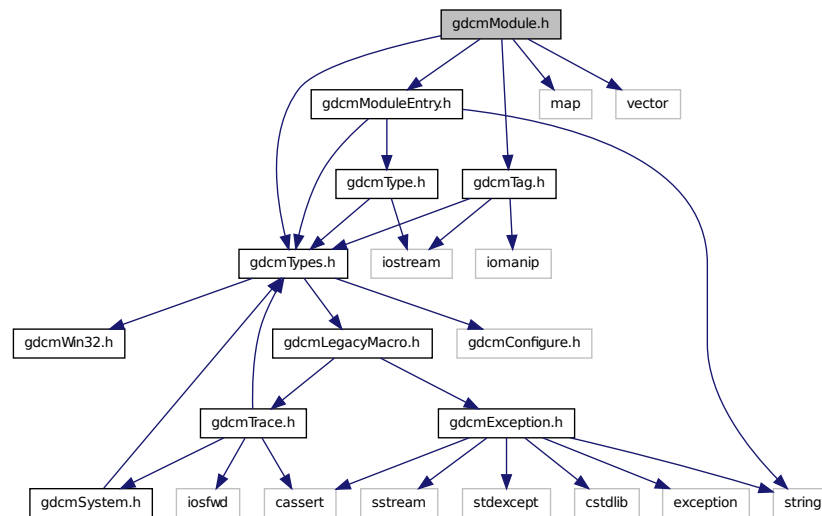 gdcmModule.h
gdcmModuleEntry.h
map
vector
gdcmType.h
gdcmTag.h
gdcmTypes.h
iostream
iomanip
gdcmWin32.h
gdcmLegacyMacro.h
gdcmConfigure.h
gdcmTrace.h
gdcmException.h
gdcmSystem.h
iosfwd
cassert
sstream
stdexcept
cstdlib
exception
string